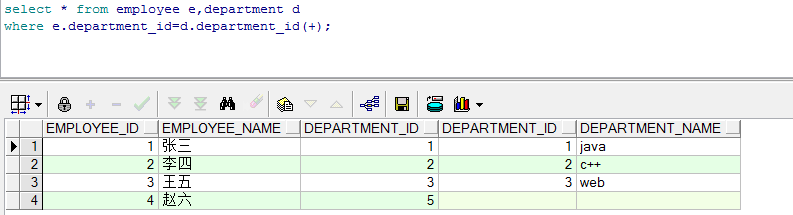 select * from employee e,department d
where e.department_id=d.department_id(+);
EMPLOYEE_ID EMPLOYEE_NAME DEPARTMENT_ID DEPARTMENT_ID DEPARTMENT_NAME
1 1 张三 1 1 java
2 2 李四 2 2 c++
3 3 王五 3 3 web
4 4 赵六 5